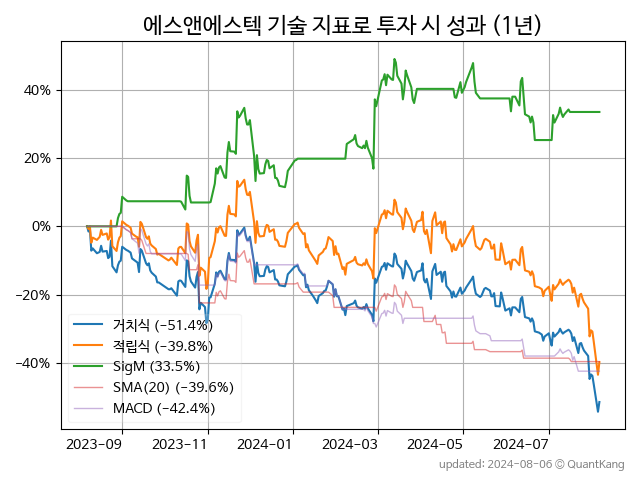 에스앤에스텍 기술 지표로 투자 시 성과 (1년)
40%
20%
0%
−20%
−40%
거치식 (−51.4%)
적립식 (−39.8%)
SigM (33.5%)
SMA(20) (−39.6%)
MACD (−42.4%)
2023-09 2023-11 2024-01 2024-03 2024-05 2024-07
updated: 2024-08-06 © QuantKang